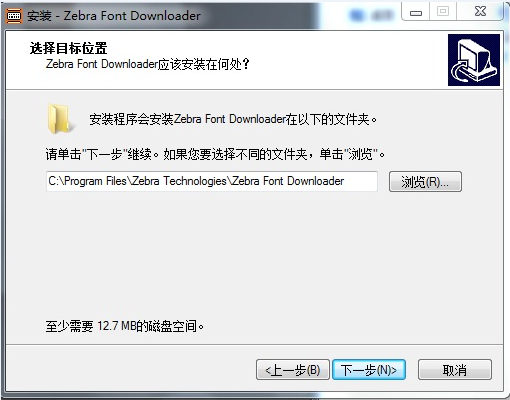 安装 - Zebra Font Downloader
选择目标位置
Zebra Font Downloader应该安装在何处？
安装程序会安装Zebra Font Downloader在以下的文件夹。
请单击"下一步"继续。如果您要选择不同的文件夹，单击"浏览"。
C:\Program Files\Zebra Technologies\Zebra Font Downloader
浏览(R)...
至少需要 12.7 MB的磁盘空间。
<上一步(B)
下一步(N)>
取消